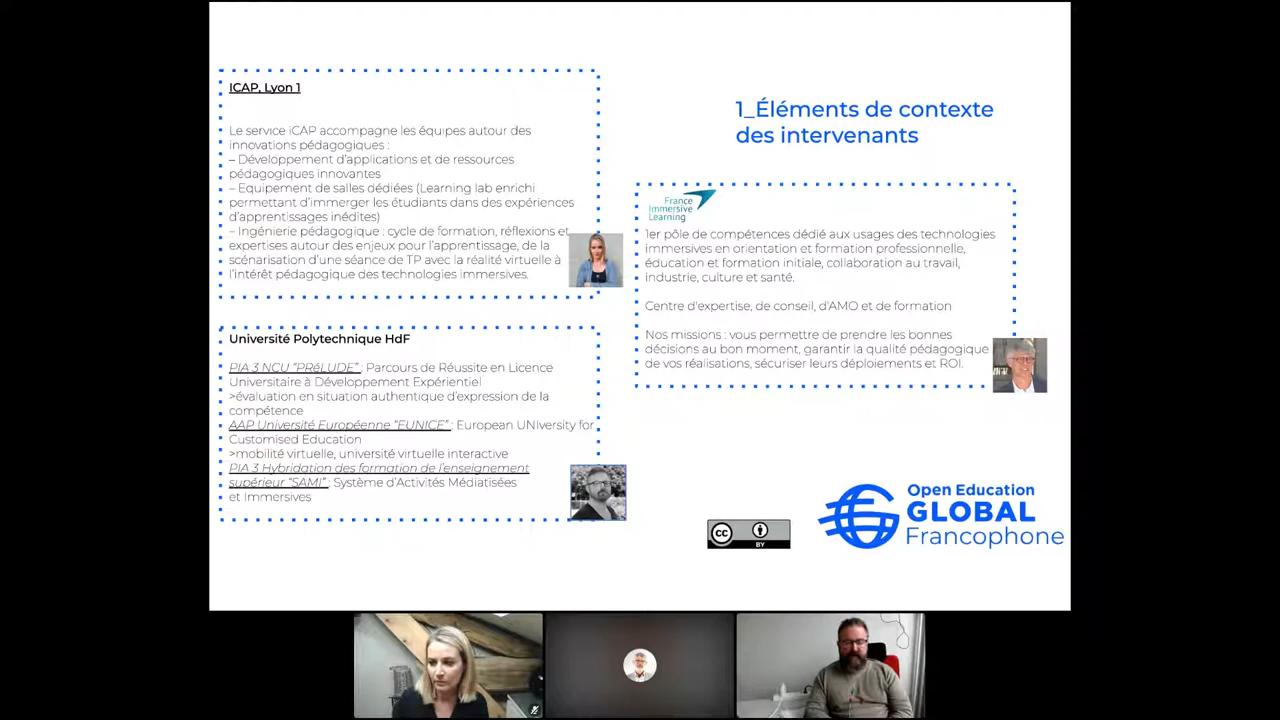 ICAP, Lyon 1
Le service iCAP accompagne les équipes autour des
innovations pédagogiques :
– Développement d'applications et de ressources
pédagogiques innovantes
– Equipement de salles dédiées (Learning lab enrichi
permettant d'immerger les étudiants dans des expériences
d'apprentissages inédites)
– Ingénierie pédagogique : cycle de formation, réflexions et
expertises autour des enjeux pour l'apprentissage, de la
scénarisation d'une séance de TP avec la réalité virtuelle à
l'intérêt pédagogique des technologies immersives.
Université Polytechnique HdF
PIA 3 NCU "PRéLUDE" : Parcours de Réussite en Licence
Universitaire à Développement Expérientiel
>évaluation en situation authentique d'expression de la
compétence
AAP Université Européenne "EUNICE" : European UNIversity for
Customised Education
>mobilité virtuelle, université virtuelle interactive
PIA 3 Hybridation des formation de l'enseignement
supérieur "SAMI" : Système d'Activités Médiatisées
et Immersives
1_Éléments de contexte
des intervenants
France
Immersive
Learning
1er pôle de compétences dédié aux usages des technologies
immersives en orientation et formation professionnelle,
éducation et formation initiale, collaboration au travail,
industrie, culture et santé.
Centre d'expertise, de conseil, d'AMO et de formation
Nos missions : vous permettre de prendre les bonnes
décisions au bon moment, garantir la qualité pédagogique
de vos réalisations, sécuriser leurs déploiements et ROI.
cc
BY
Open Education
GLOBAL
Francophone